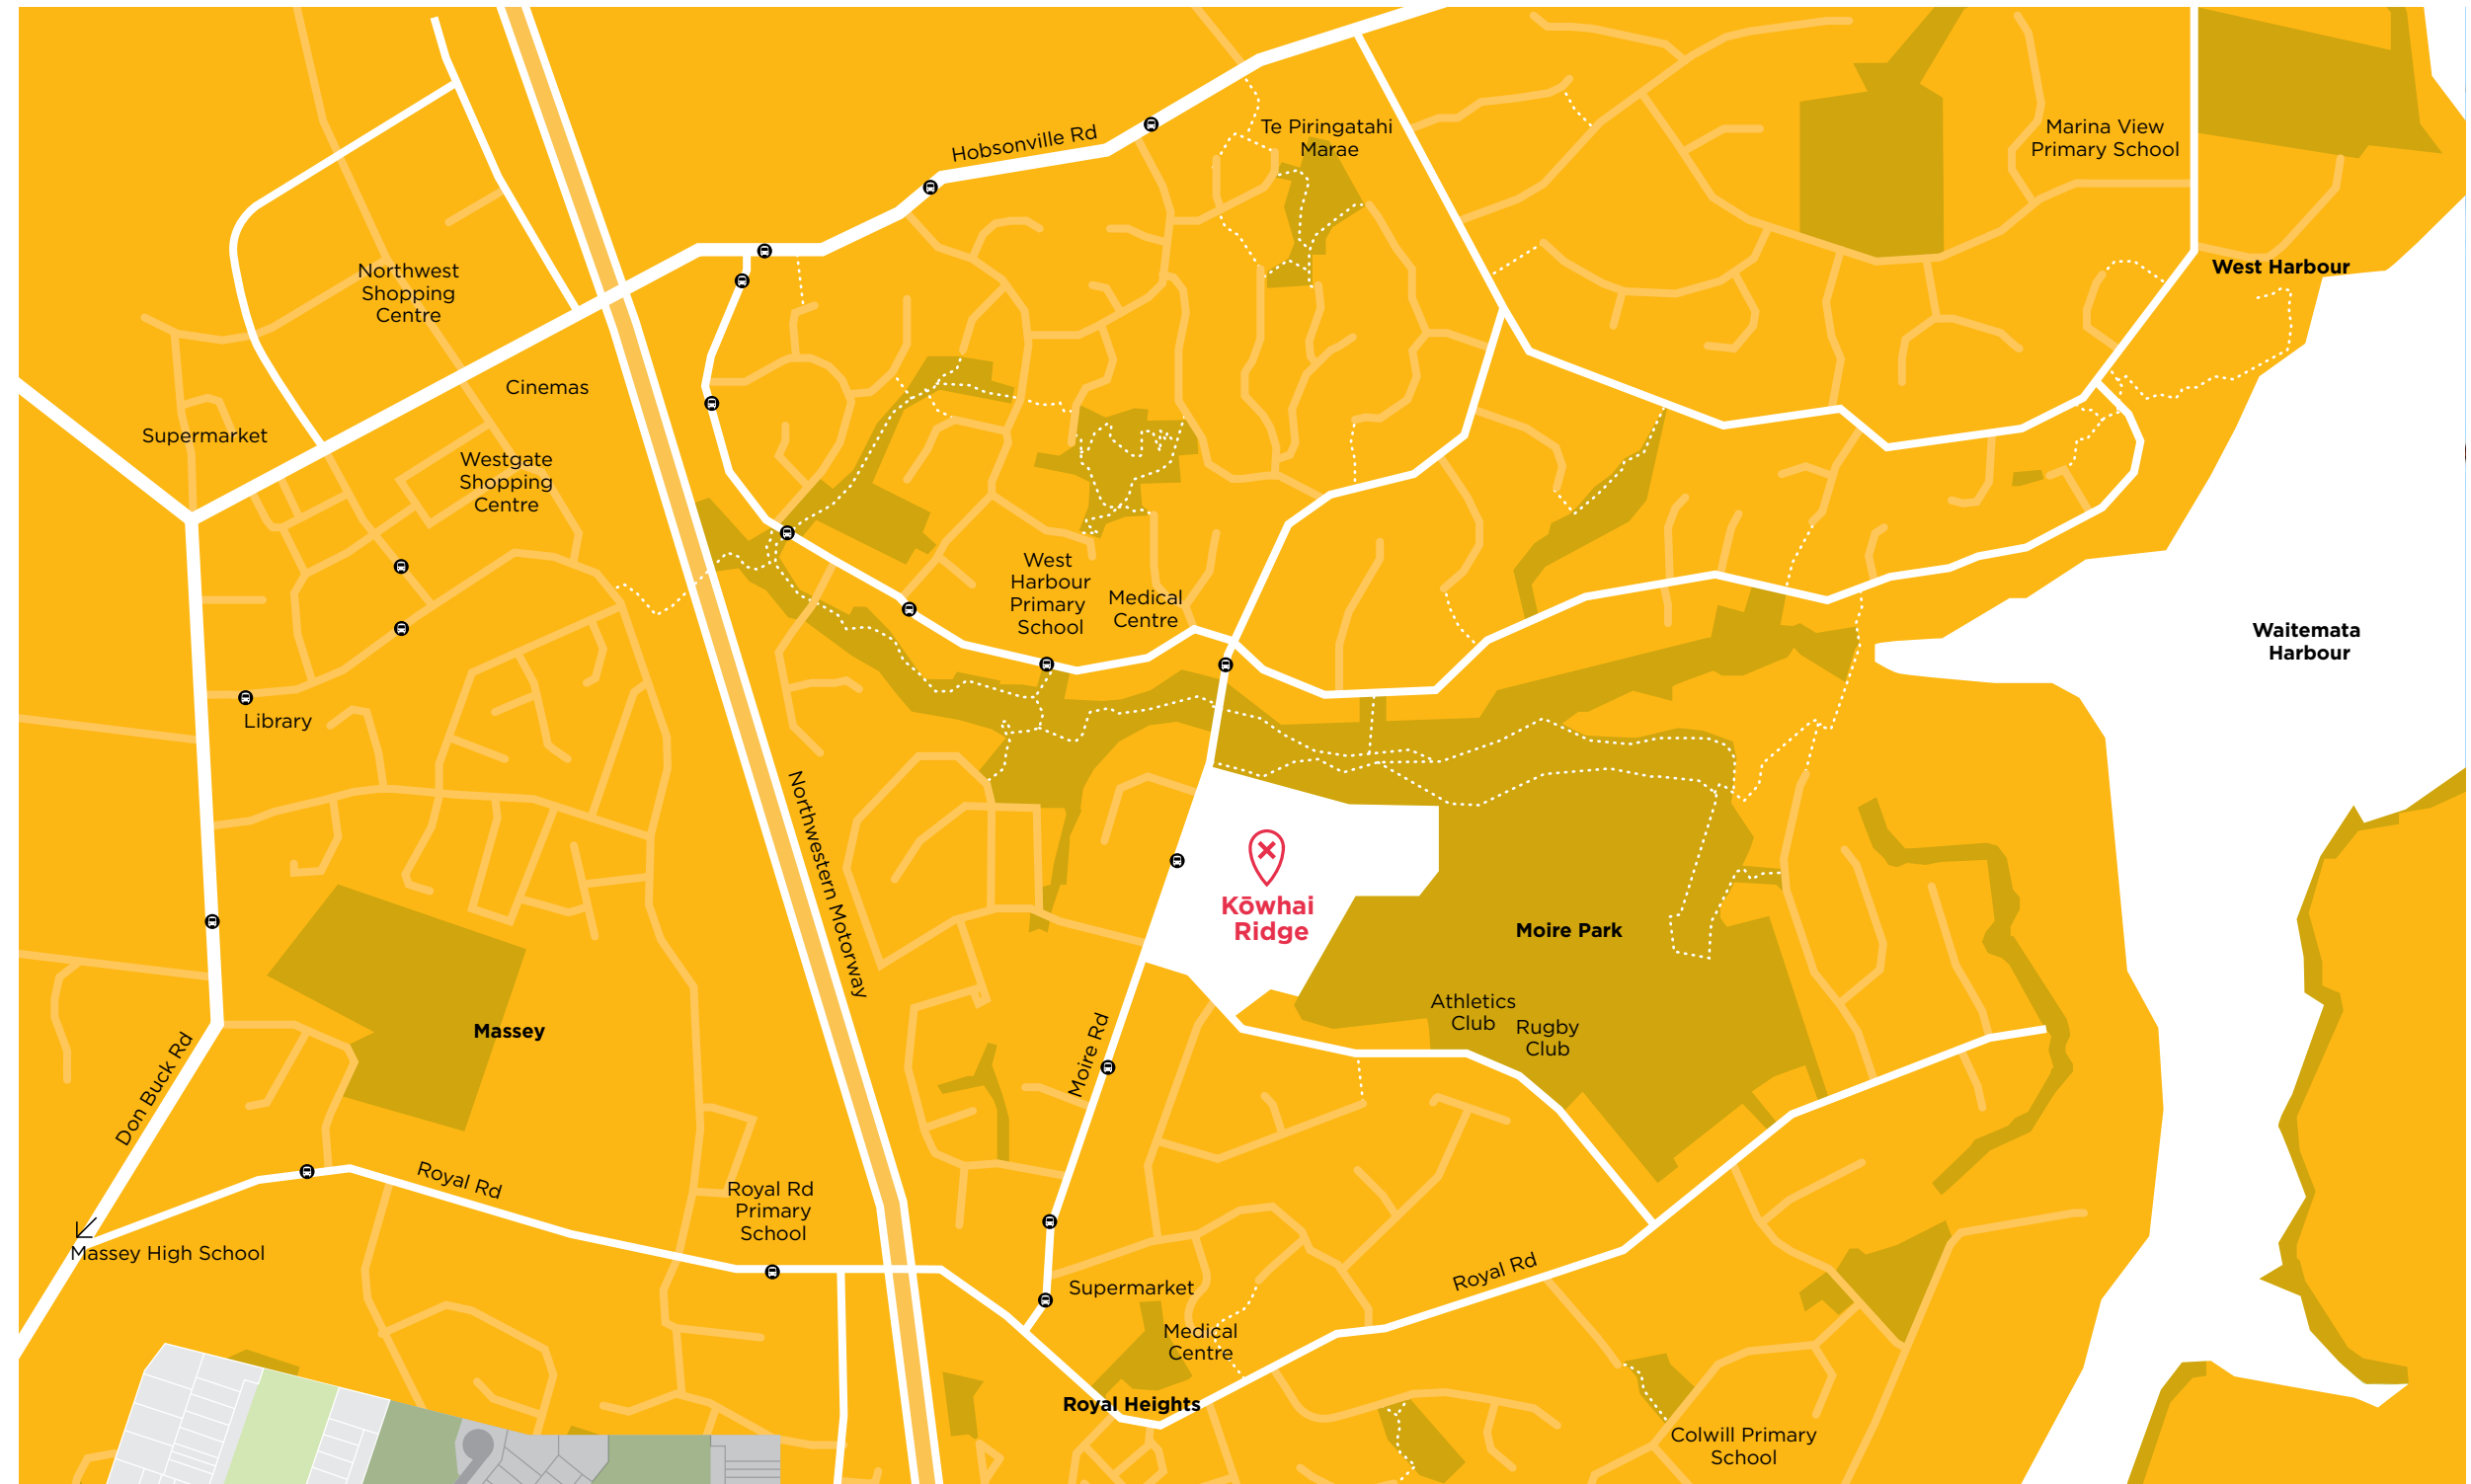 Hobsonville Rd
Te Piringatahi
Marae
Marina View
Primary School
West Harbour
Northwest
Shopping
Centre
Cinemas
Supermarket
Westgate
Shopping
Centre
West
Harbour
Primary
School
Medical
Centre
Waitemata
Harbour
Library
Northwestern Motorway
Kōwhai
Ridge
Moire Park
Athletics
Club
Rugby
Club
Massey
Moire Rd
Don Buck Rd
Royal Rd
Royal Rd
Primary
School
Massey High School
Supermarket
Royal Rd
Medical
Centre
Royal Heights
Colwill Primary
School